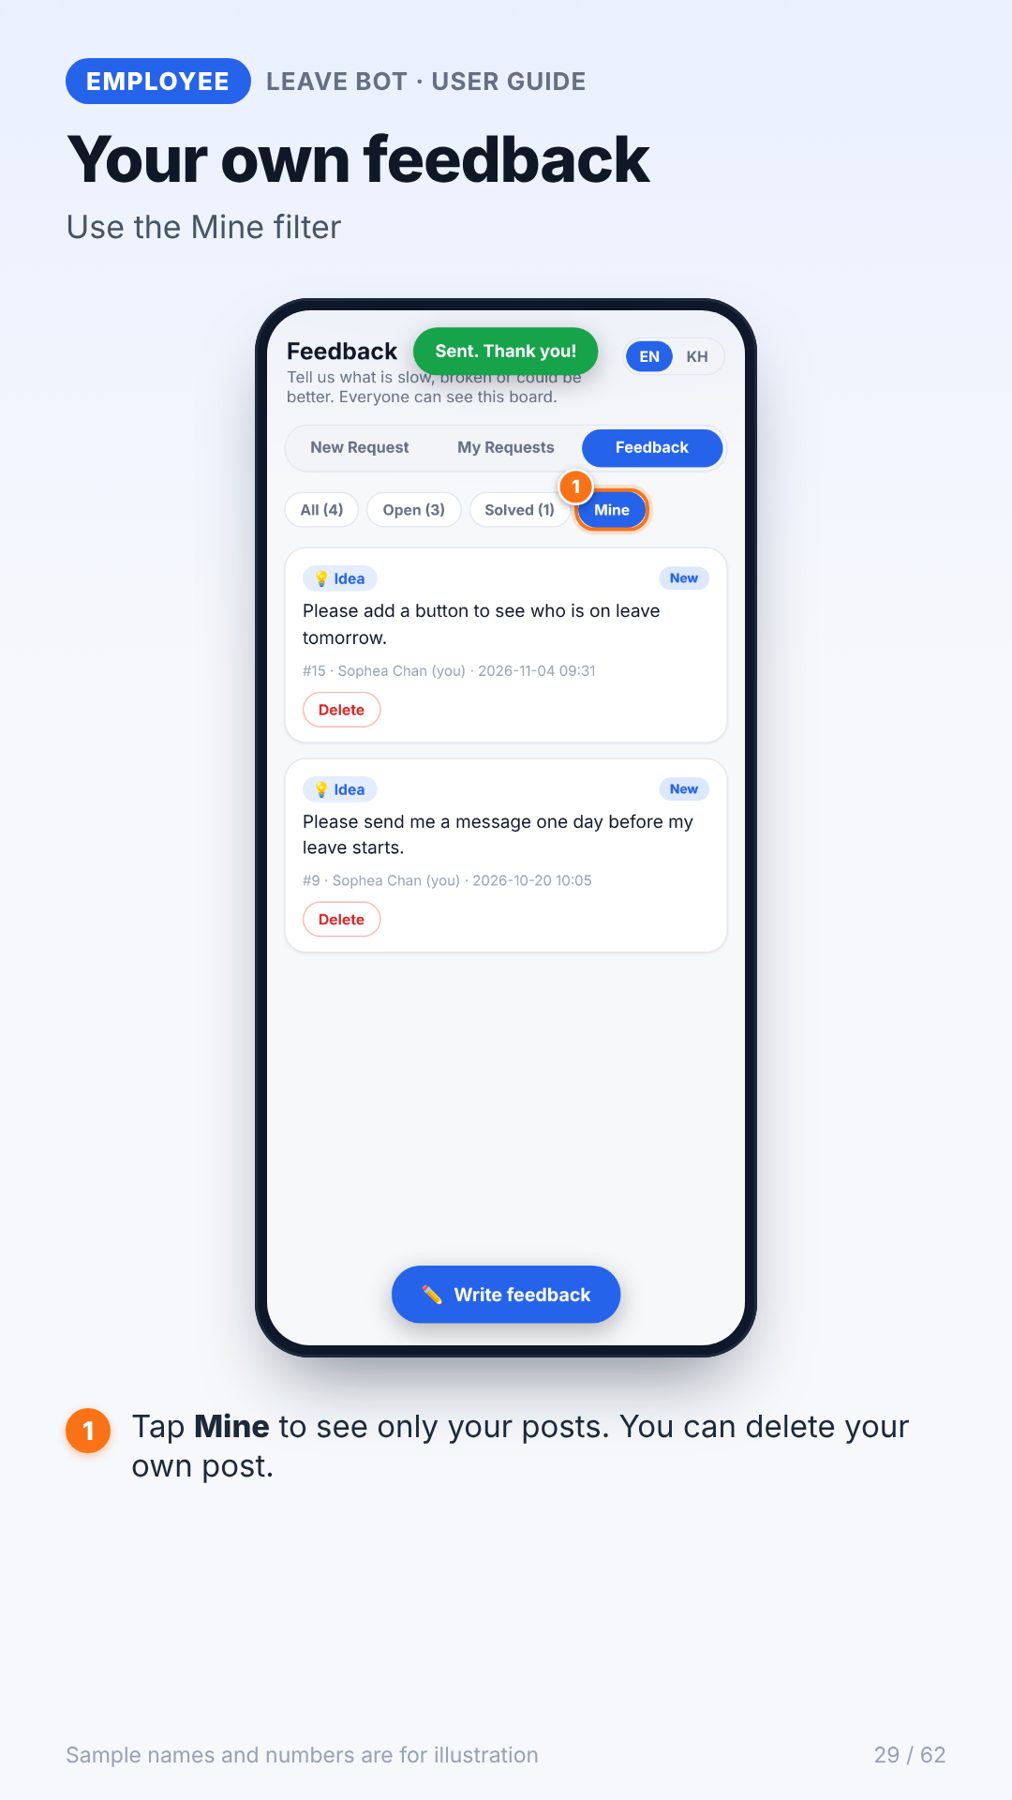 EMPLOYEE LEAVE BOT · USER GUIDE
Your own feedback
Use the Mine filter
Feedback
Sent. Thank you!
EN KH
Tell us what is slow, broken or could be
better. Everyone can see this board.
New Request My Requests Feedback
1
All (4) Open (3) Solved (1) Mine
💡 Idea New
Please add a button to see who is on leave
tomorrow.
#15 · Sophea Chan (you) · 2026-11-04 09:31
Delete
💡 Idea New
Please send me a message one day before my
leave starts.
#9 · Sophea Chan (you) · 2026-10-20 10:05
Delete
✏️ Write feedback
1 Tap Mine to see only your posts. You can delete your
own post.
Sample names and numbers are for illustration 29 / 62